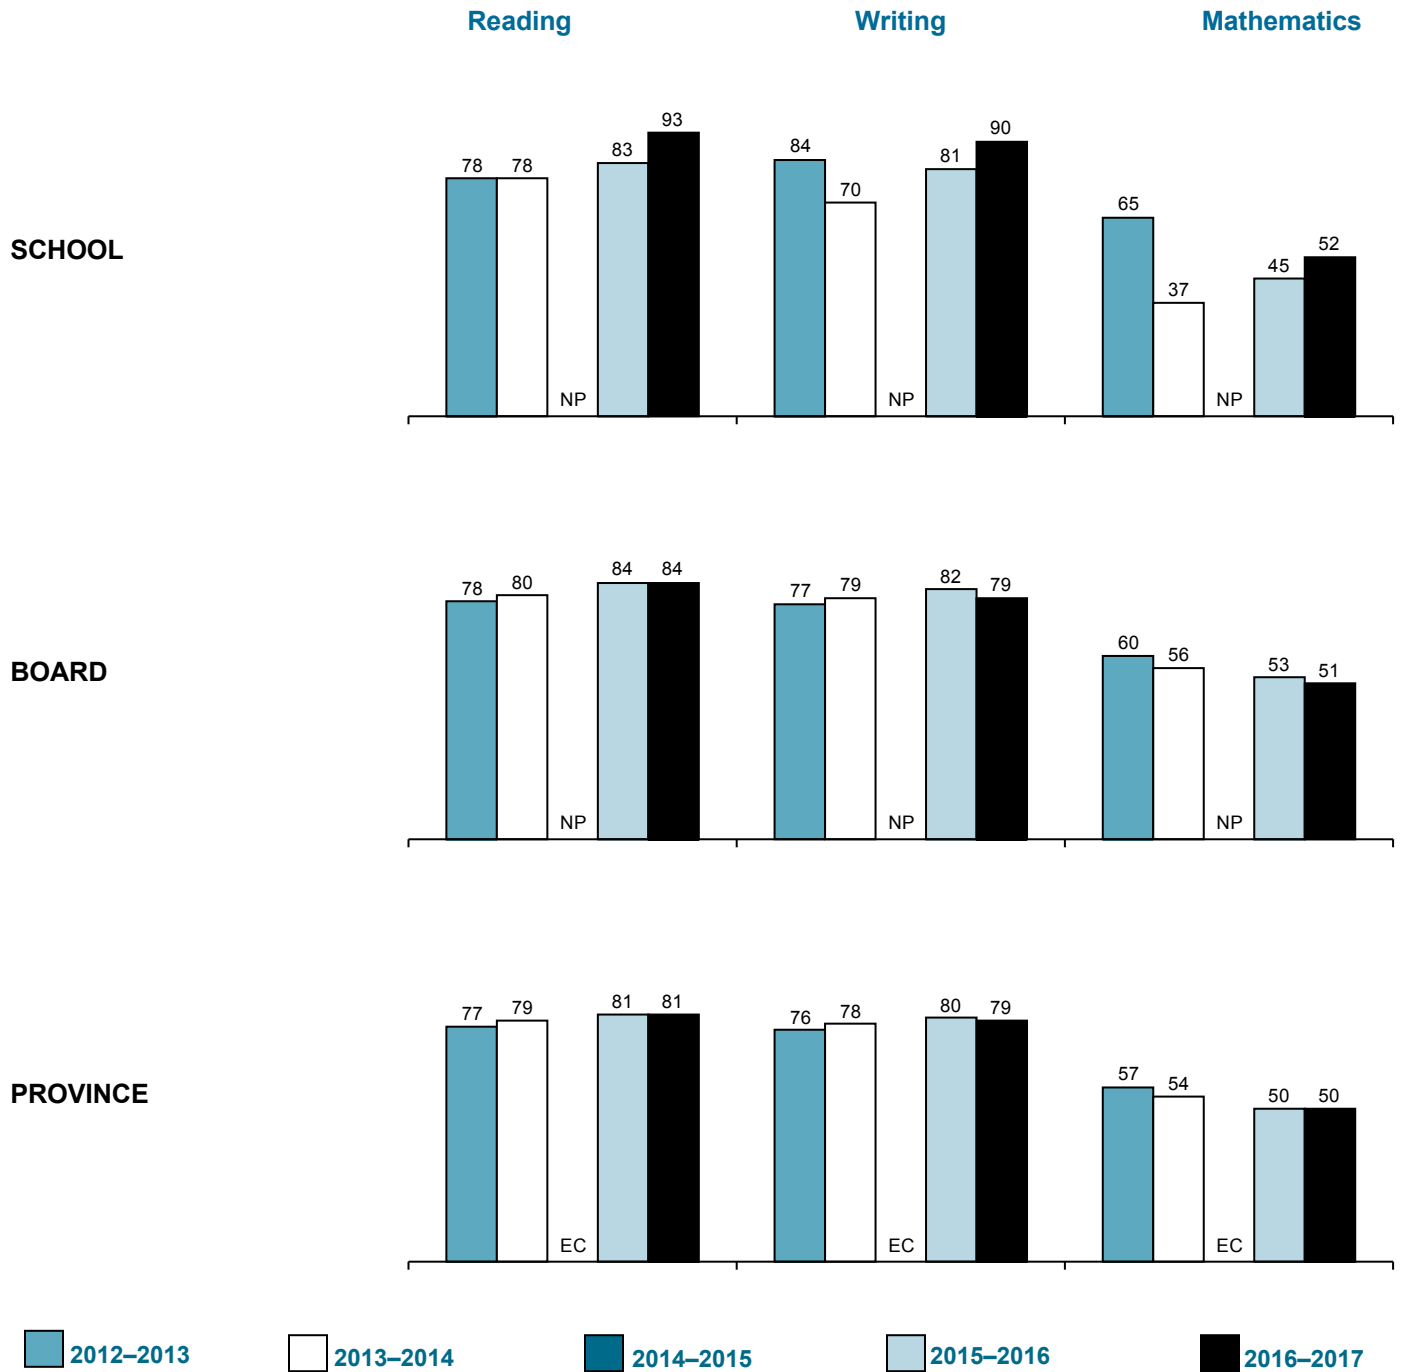 Reading Writing Mathematics
SCHOOL
78 78 NP 83 93
84 70 NP 81 90
65 37 NP 45 52
BOARD
78 80 NP 84 84
77 79 NP 82 79
60 56 NP 53 51
PROVINCE
77 79 EC 81 81
76 78 EC 80 79
57 54 EC 50 50
2012–2013 2013–2014 2014–2015 2015–2016 2016–2017